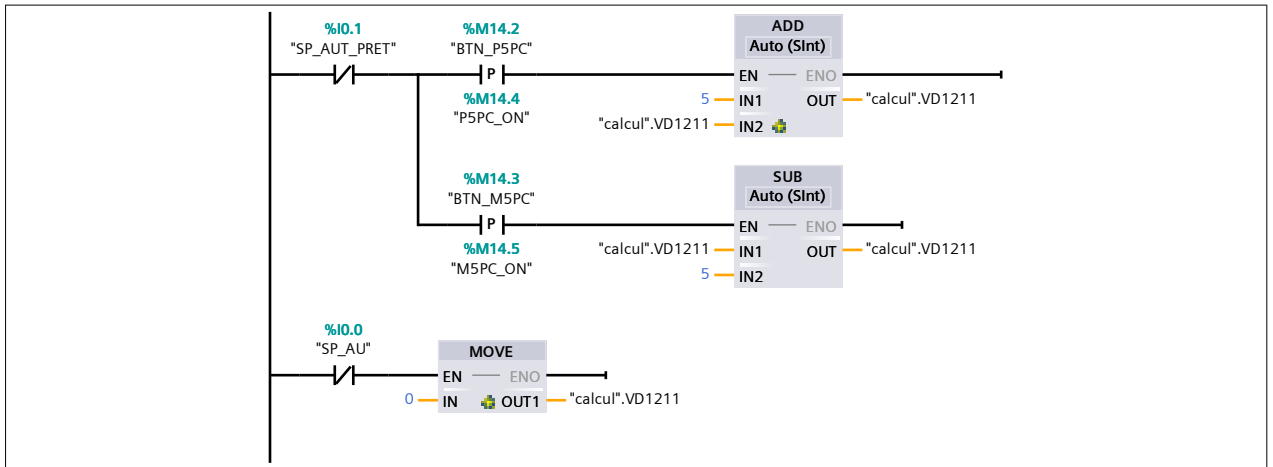 %I0.1
"SP_AUT_PRET"
%M14.2
"BTN_P5PC"
P
%M14.4
"P5PC_ON"
ADD
Auto (SInt)
EN ENO
5 IN1 OUT "calcul".VD1211
"calcul".VD1211 IN2
%M14.3
"BTN_M5PC"
P
%M14.5
"M5PC_ON"
SUB
Auto (SInt)
EN ENO
"calcul".VD1211 IN1 OUT "calcul".VD1211
5 IN2
%I0.0
"SP_AU"
MOVE
EN ENO
0 IN OUT1 "calcul".VD1211